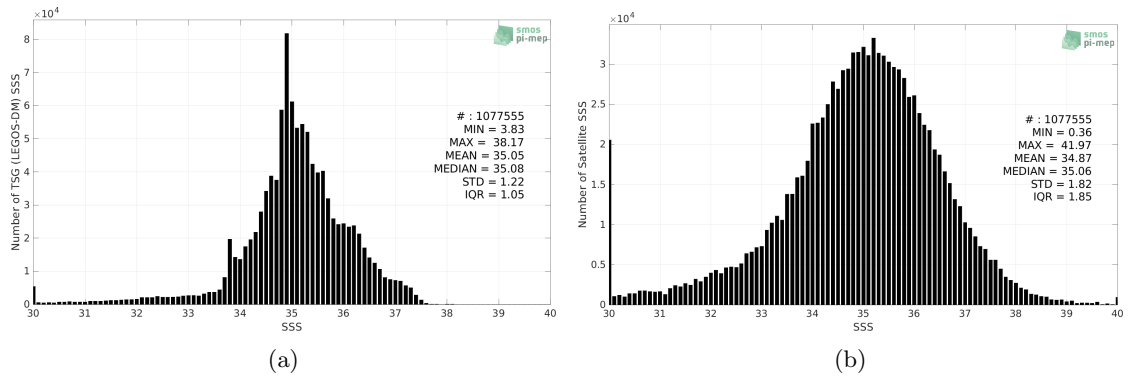 ×10⁴
8
7
6
5
4
3
2
1
0
Number of TSG (LEGOS-DM) SSS
30 31 32 33 34 35 36 37 38 39 40
SSS
smos
pi-mep
# : 1077555
MIN = 3.83
MAX = 38.17
MEAN = 35.05
MEDIAN = 35.08
STD = 1.22
IQR = 1.05
(a)
×10⁴
3
2.5
2
1.5
1
0.5
0
Number of Satellite SSS
30 31 32 33 34 35 36 37 38 39 40
SSS
smos
pi-mep
# : 1077555
MIN = 0.36
MAX = 41.97
MEAN = 34.87
MEDIAN = 35.06
STD = 1.82
IQR = 1.85
(b)